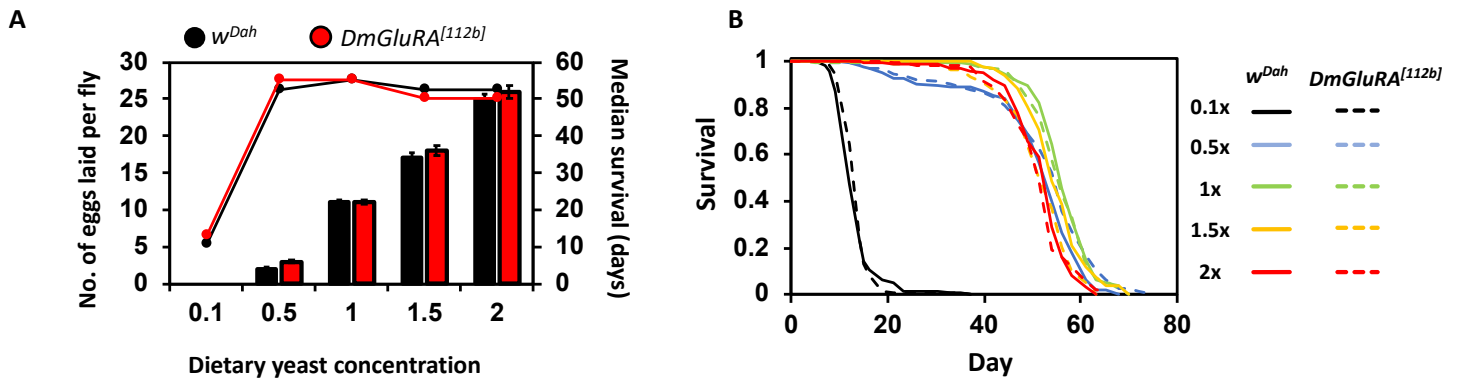 A
w^Dah DmGluRA^[112b]
No. of eggs laid per fly
30
25
20
15
10
5
0
60
50
40
30
20
10
0
Median survival (days)
0.1 0.5 1 1.5 2
Dietary yeast concentration
B
Survival
1
0.8
0.6
0.4
0.2
0
0 20 40 60 80
Day
w^Dah DmGluRA^[112b]
0.1x
0.5x
1x
1.5x
2x